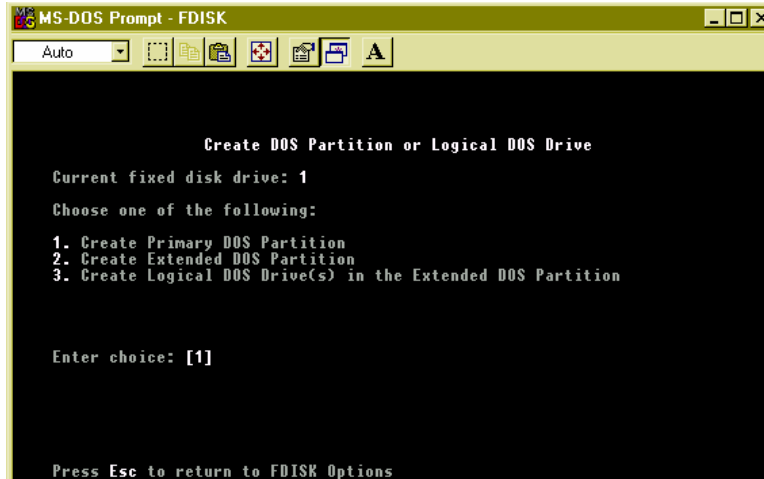 MS-DOS Prompt - FDISK
Auto
A
Create DOS Partition or Logical DOS Drive
Current fixed disk drive: 1
Choose one of the following:
1. Create Primary DOS Partition
2. Create Extended DOS Partition
3. Create Logical DOS Drive(s) in the Extended DOS Partition
Enter choice: [1]
Press Esc to return to FDISK Options